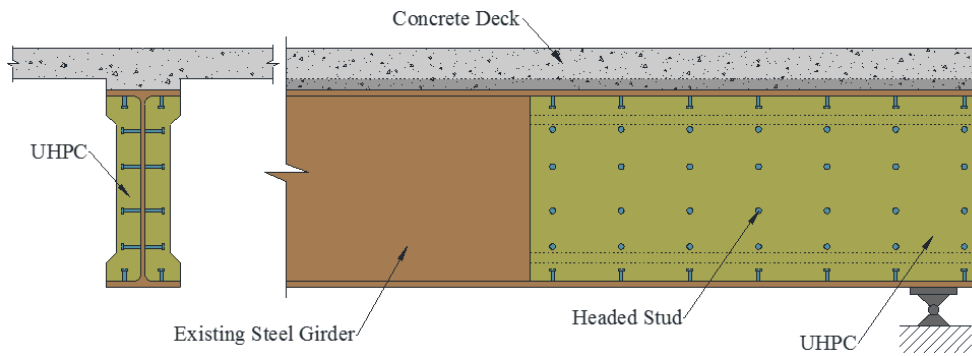 Concrete Deck
UHPC
Existing Steel Girder
Headed Stud
UHPC